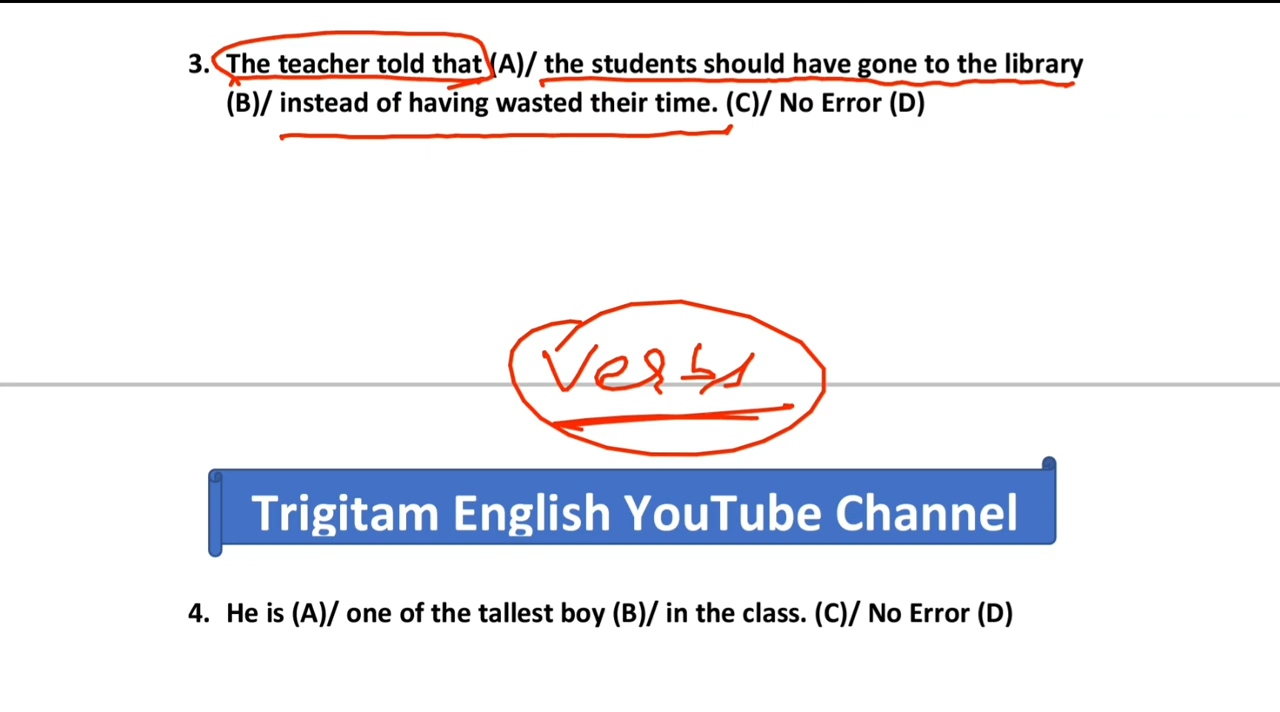 3. The teacher told that (A)/ the students should have gone to the library
(B)/ instead of having wasted their time. (C)/ No Error (D)
Verbs
Trigitam English YouTube Channel
4. He is (A)/ one of the tallest boy (B)/ in the class. (C)/ No Error (D)